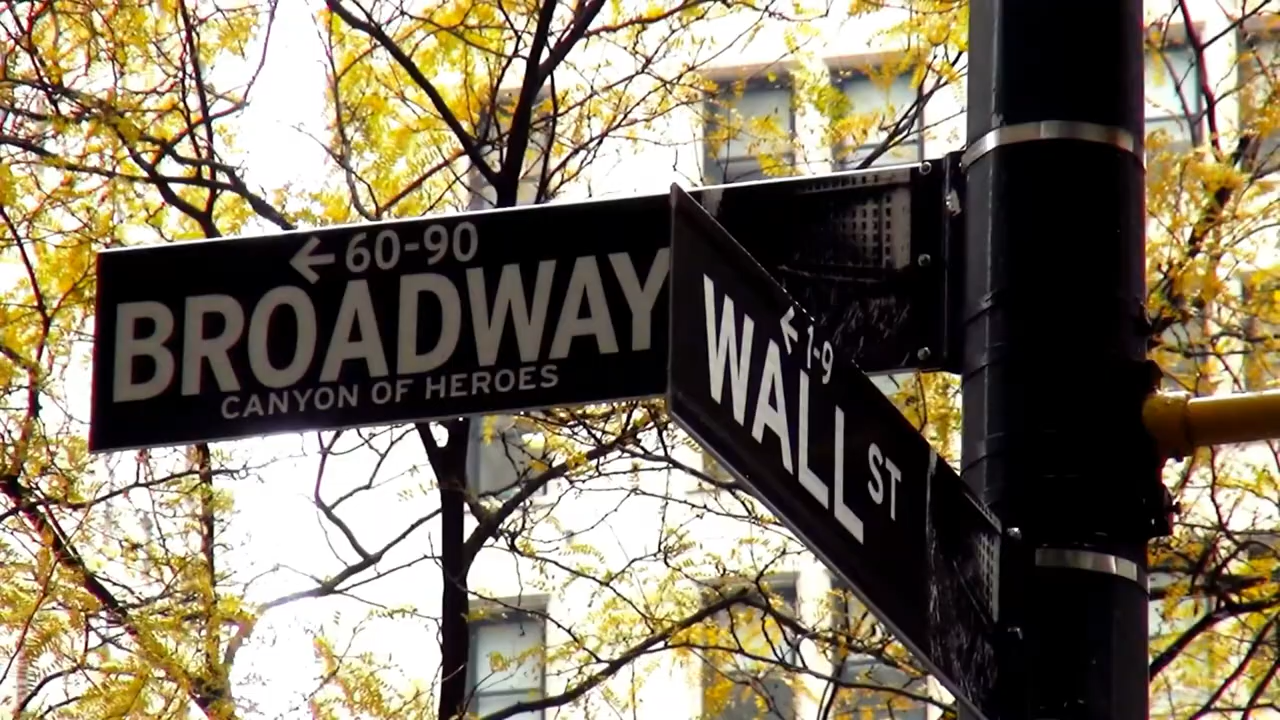 ←60-90
BROADWAY
CANYON OF HEROES
←1-9
WALL ST